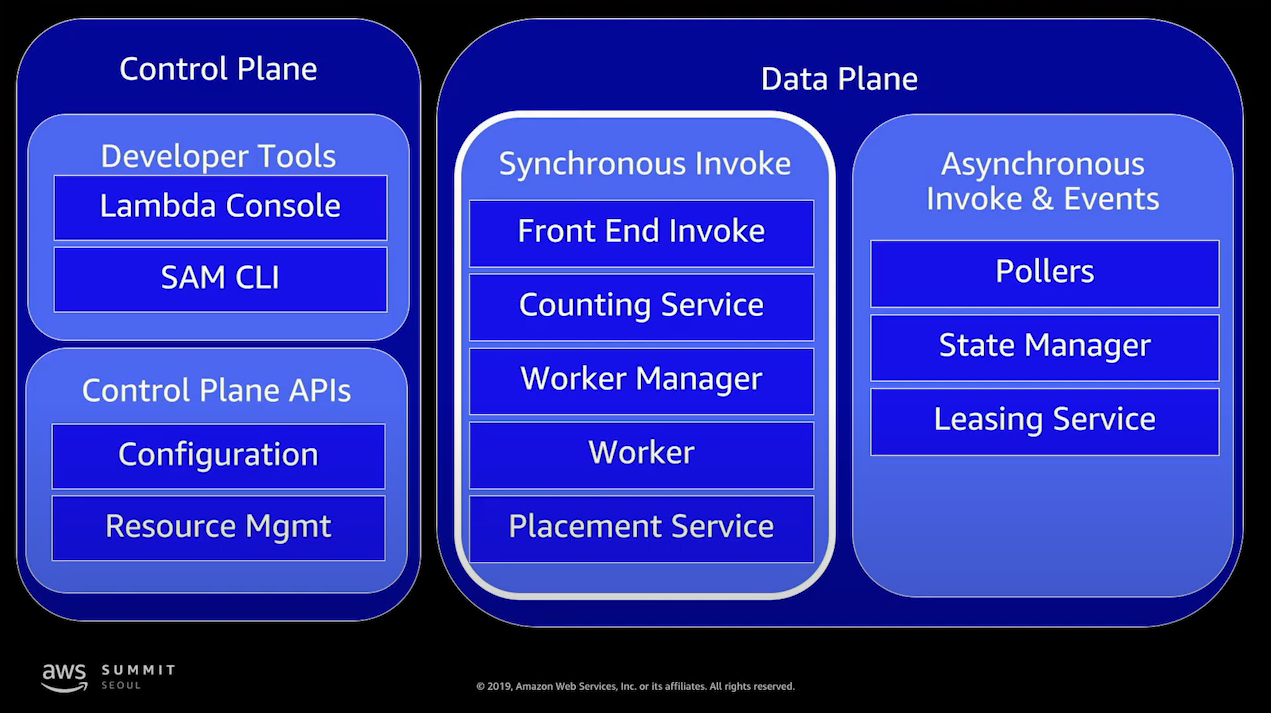 Control Plane
Developer Tools
Lambda Console
SAM CLI
Control Plane APIs
Configuration
Resource Mgmt
Data Plane
Synchronous Invoke
Front End Invoke
Counting Service
Worker Manager
Worker
Placement Service
Asynchronous
Invoke & Events
Pollers
State Manager
Leasing Service
aws
SUMMIT
SEOUL
© 2019, Amazon Web Services, Inc. or its affiliates. All rights reserved.